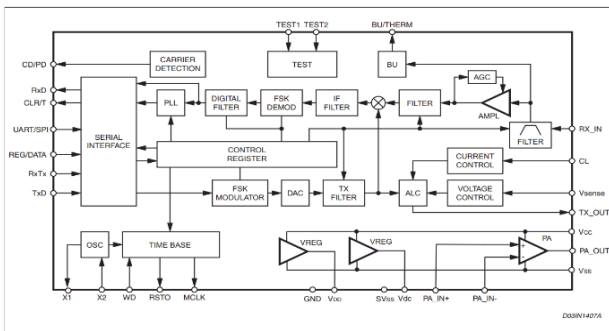 TEST1 TEST2 BU/THERM
CD/PD
CARRIER
DETECTION
TEST
BU
AGC
RxD
CLR/T
PLL
DIGITAL
FILTER
FSK
DEMOD
IF
FILTER
FILTER
AMPL
UART/SPI
SERIAL
INTERFACE
FILTER
RX_IN
REG/DATA
CONTROL
REGISTER
CURRENT
CONTROL
CL
RxTx
TxD
FSK
MODULATOR
DAC
TX
FILTER
ALC
VOLTAGE
CONTROL
Vsense
TX_OUT
OSC
TIME BASE
VREG
VREG
PA
+
-
Vcc
PA_OUT
Vss
X1 X2 WD RSTO MCLK GND VDD SVss Vdc PA_IN+ PA_IN-
D03IN1407A